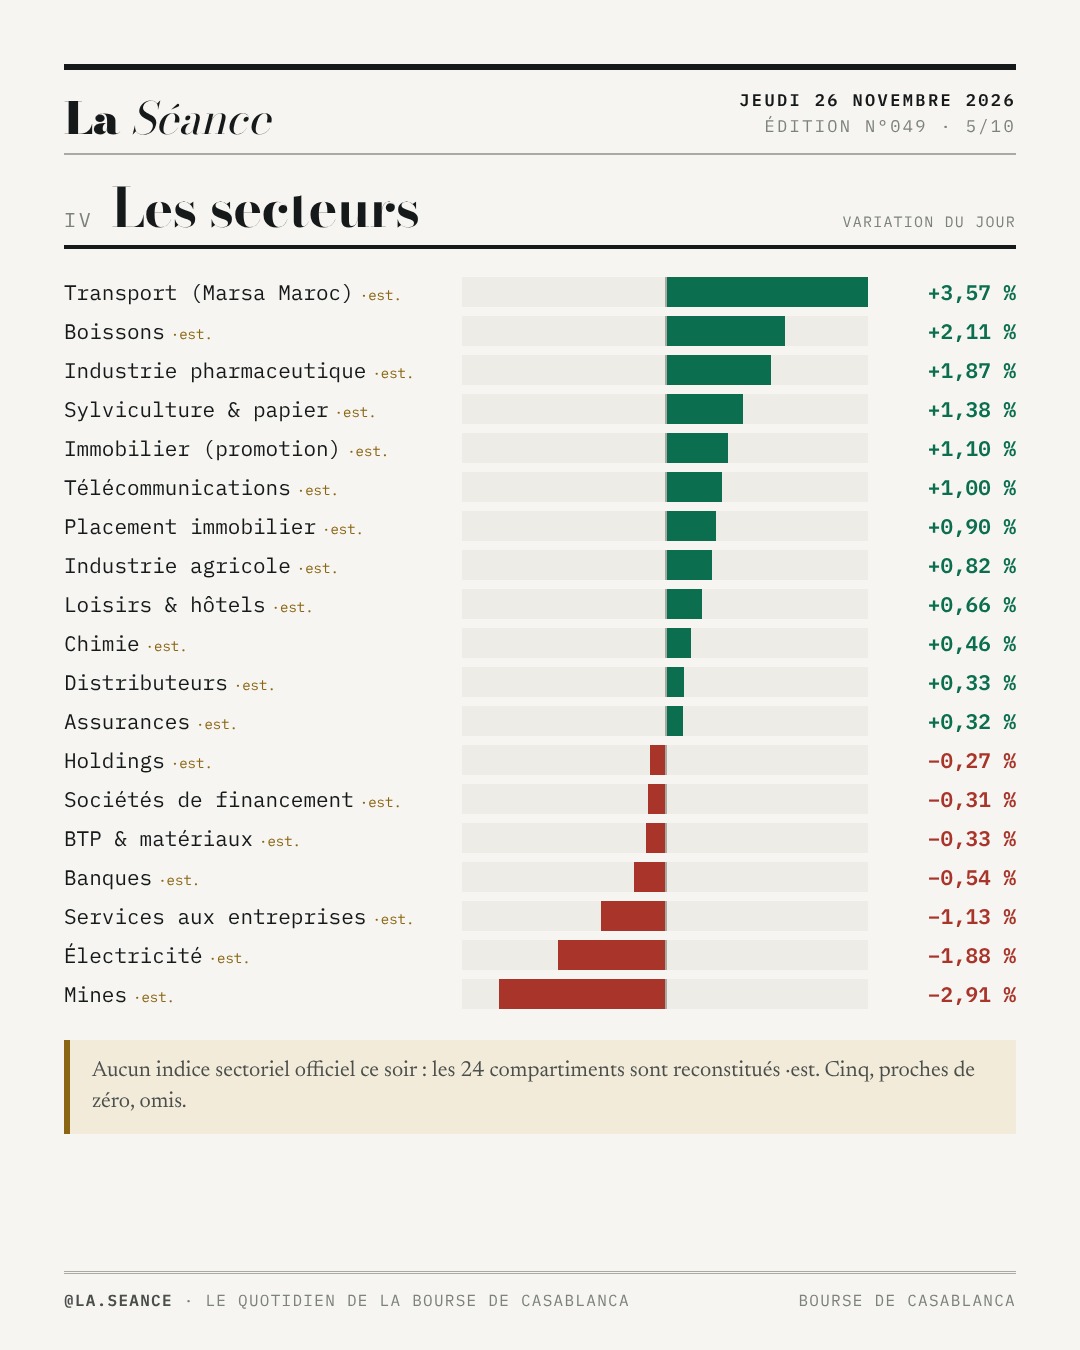 La Séance
JEUDI 26 NOVEMBRE 2026
ÉDITION N°049 · 5/10
IV Les secteurs
VARIATION DU JOUR
Transport (Marsa Maroc) ·est. +3,57 %
Boissons ·est. +2,11 %
Industrie pharmaceutique ·est. +1,87 %
Sylviculture & papier ·est. +1,38 %
Immobilier (promotion) ·est. +1,10 %
Télécommunications ·est. +1,00 %
Placement immobilier ·est. +0,90 %
Industrie agricole ·est. +0,82 %
Loisirs & hôtels ·est. +0,66 %
Chimie ·est. +0,46 %
Distributeurs ·est. +0,33 %
Assurances ·est. +0,32 %
Holdings ·est. −0,27 %
Sociétés de financement ·est. −0,31 %
BTP & matériaux ·est. −0,33 %
Banques ·est. −0,54 %
Services aux entreprises ·est. −1,13 %
Électricité ·est. −1,88 %
Mines ·est. −2,91 %
Aucun indice sectoriel officiel ce soir : les 24 compartiments sont reconstitués ·est. Cinq, proches de
zéro, omis.
@LA.SEANCE · LE QUOTIDIEN DE LA BOURSE DE CASABLANCA
BOURSE DE CASABLANCA